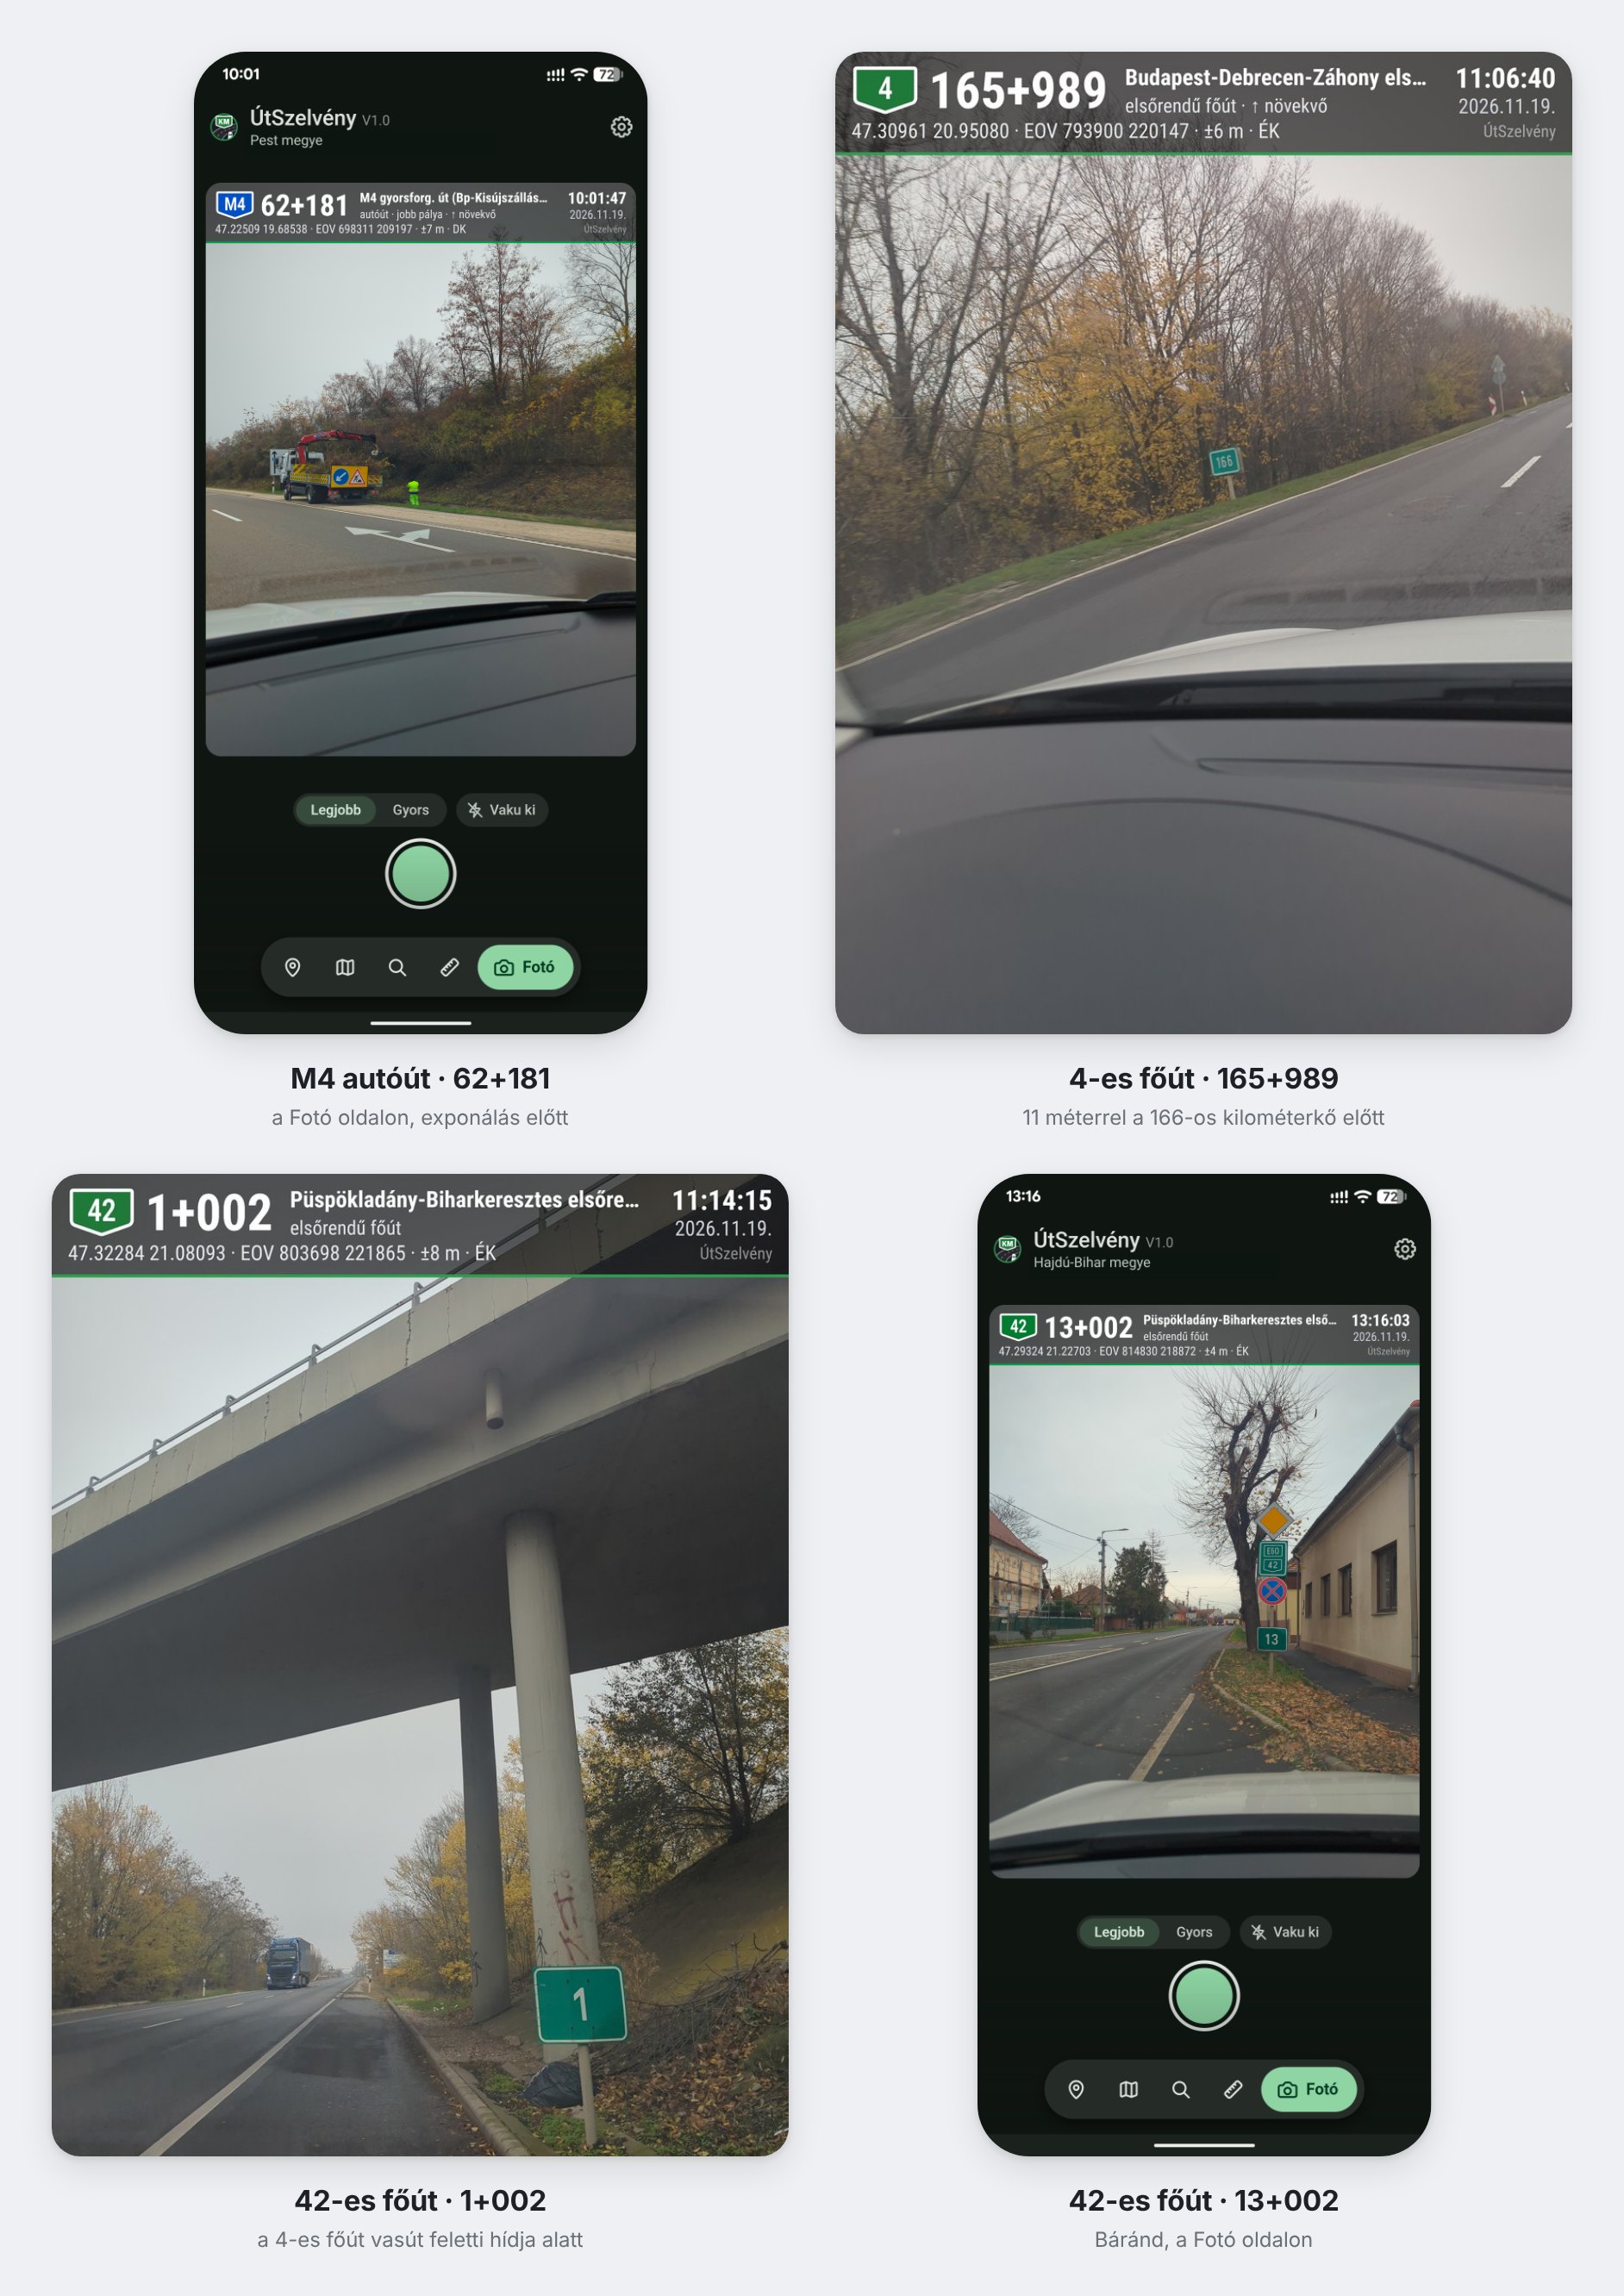 10:01
72
ÚtSzelvény V1.0
Pest megye
M4 62+181 M4 gyorsforg. út (Bp-Kisújszállás... 10:01:47
autóút · jobb pálya · ↑ növekvő 2026.11.19.
47.22509 19.68538 · EOV 698311 209197 · ±7 m · DK ÚtSzelvény
Legjobb Gyors Vaku ki
Fotó
M4 autóút · 62+181
a Fotó oldalon, exponálás előtt
4 165+989 Budapest-Debrecen-Záhony els... 11:06:40
elsőrendű főút · ↑ növekvő 2026.11.19.
47.30961 20.95080 · EOV 793900 220147 · ±6 m · ÉK ÚtSzelvény
166
4-es főút · 165+989
11 méterrel a 166-os kilométerkő előtt
42 1+002 Püspökladány-Biharkeresztes elsőre... 11:14:15
elsőrendű főút 2026.11.19.
47.32284 21.08093 · EOV 803698 221865 · ±8 m · ÉK ÚtSzelvény
1
42-es főút · 1+002
a 4-es főút vasút feletti hídja alatt
13:16
72
ÚtSzelvény V1.0
Hajdú-Bihar megye
42 13+002 Püspökladány-Biharkeresztes első... 13:16:03
elsőrendű főút 2026.11.19.
47.29324 21.22703 · EOV 814830 218872 · ±4 m · ÉK ÚtSzelvény
E60
42
13
Legjobb Gyors Vaku ki
Fotó
42-es főút · 13+002
Báránd, a Fotó oldalon